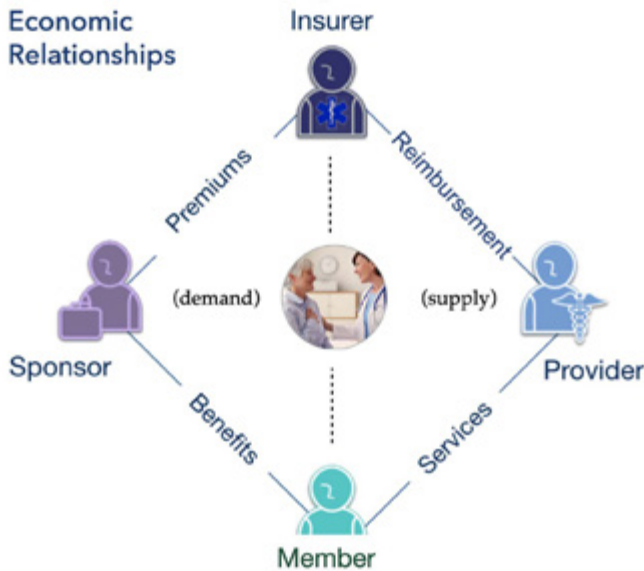 Economic
Relationships
Insurer
Premiums
Reimbursement
(demand)
(supply)
Sponsor
Provider
Benefits
Services
Member